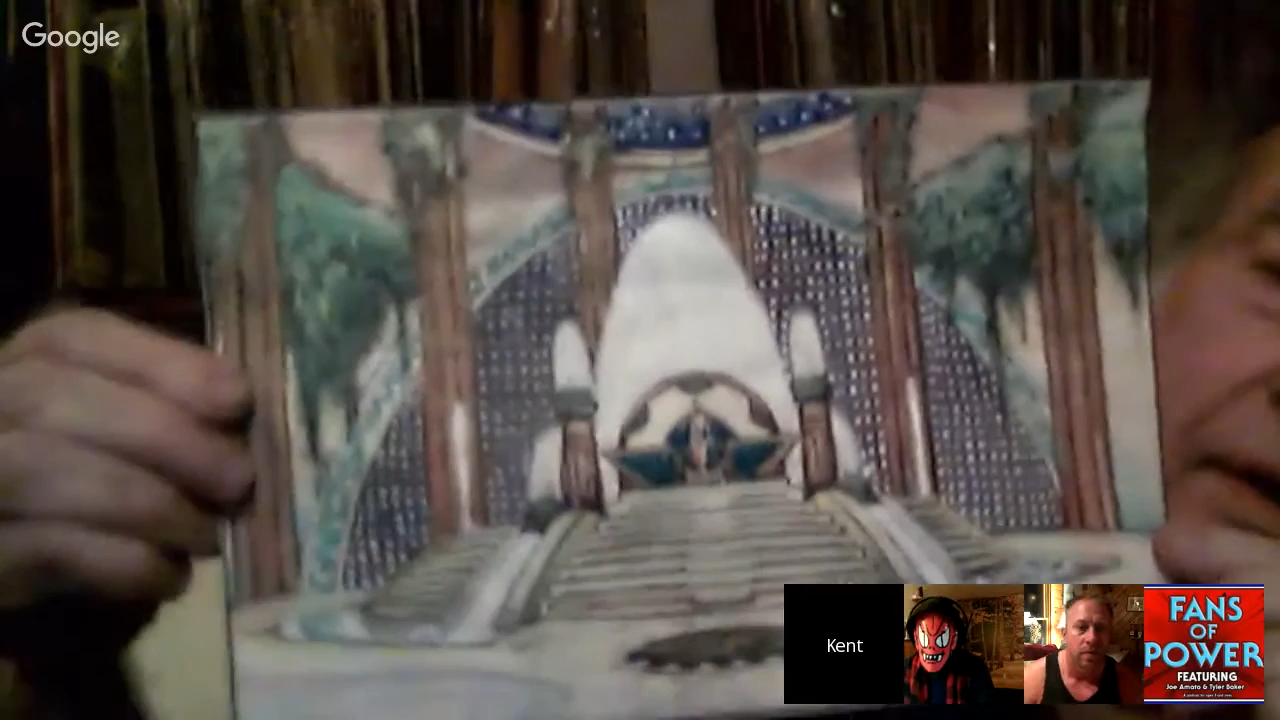 Google
Kent
FANS
OF
POWER
FEATURING
Joe Amato & Tyler Baker